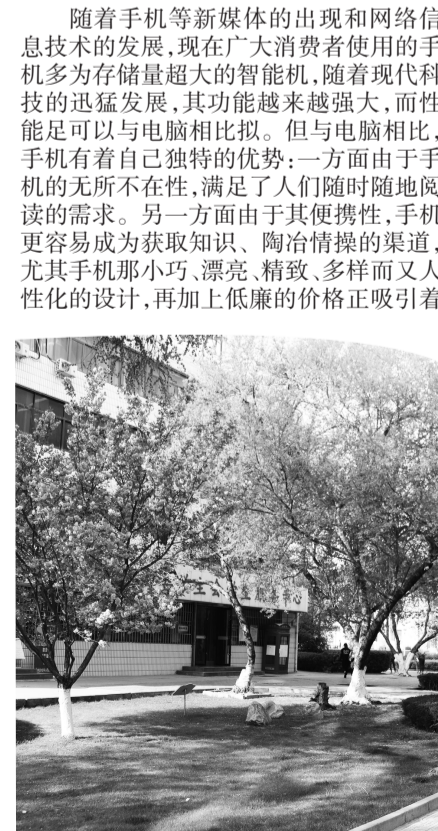 随着手机等新媒体的出现和网络信
息技术的发展,现在广大消费者使用的手
机多为存储量超大的智能机,随着现代科
技的迅猛发展,其功能越来越强大,而性
能足可以与电脑相比拟。但与电脑相比,
手机有着自己独特的优势:一方面由于手
机的无所不在性,满足了人们随时随地阅
读的需求。另一方面由于其便携性,手机
更容易成为获取知识、陶冶情操的渠道,
尤其手机那小巧、漂亮、精致、多样而又人
性化的设计,再加上低廉的价格正吸引着
中心